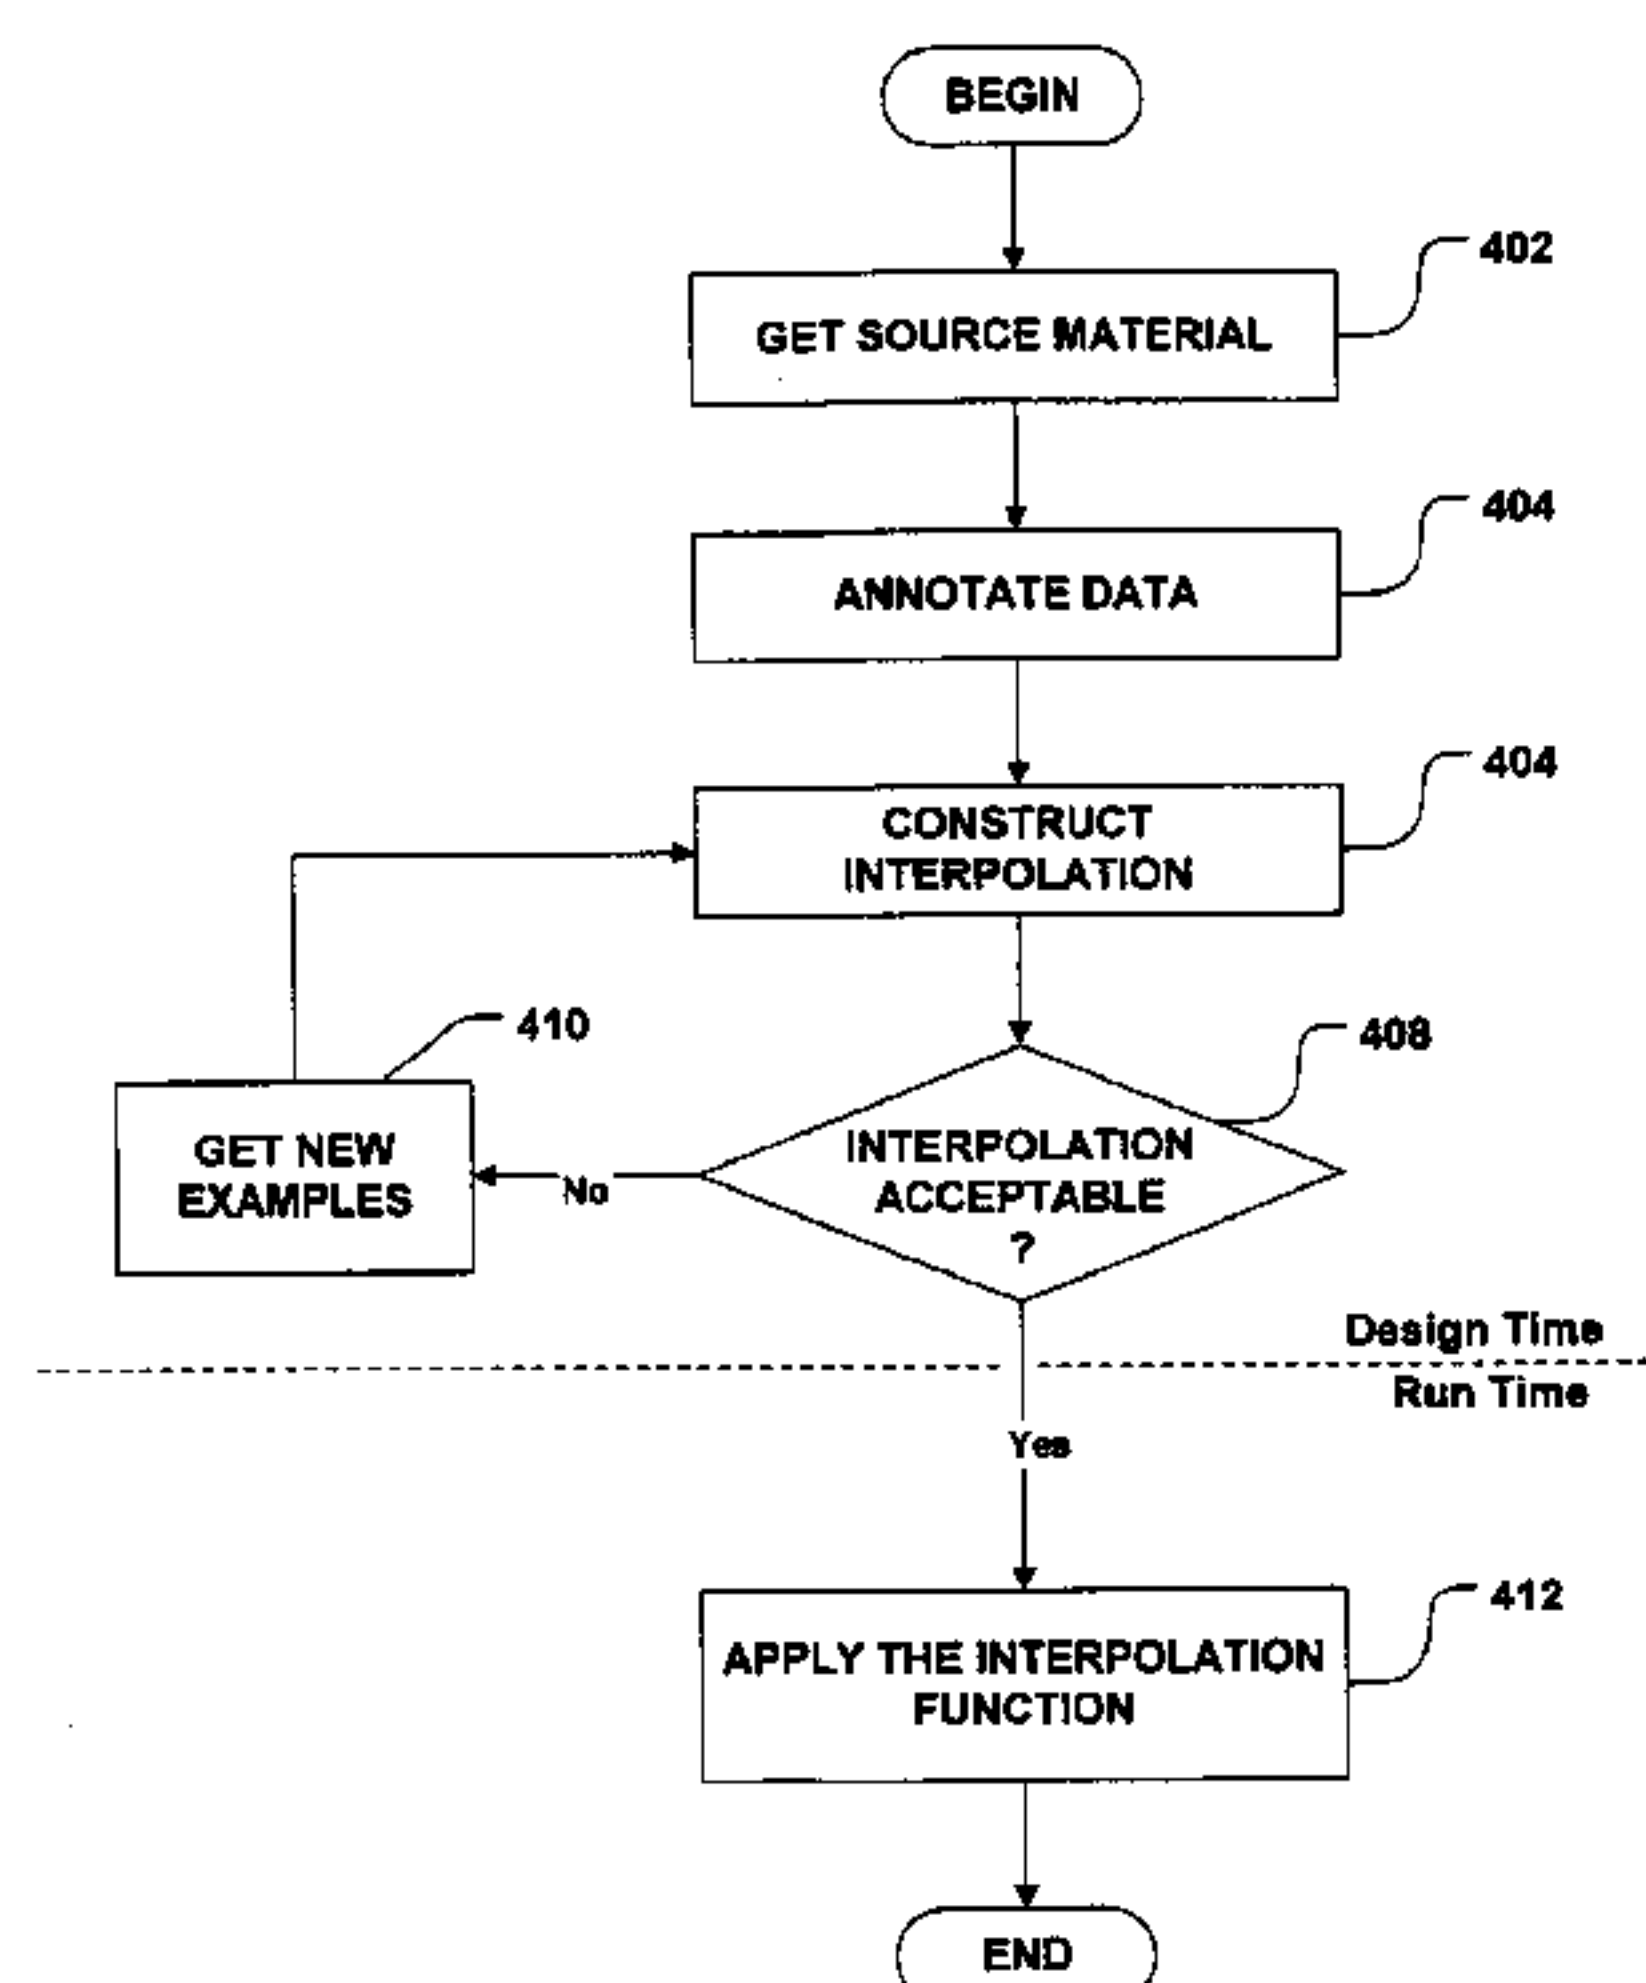 BEGIN
402
GET SOURCE MATERIAL
404
ANNOTATE DATA
404
CONSTRUCT
INTERPOLATION
410
408
GET NEW
EXAMPLES
No
INTERPOLATION
ACCEPTABLE
?
Design Time
Run Time
Yes
412
APPLY THE INTERPOLATION
FUNCTION
END